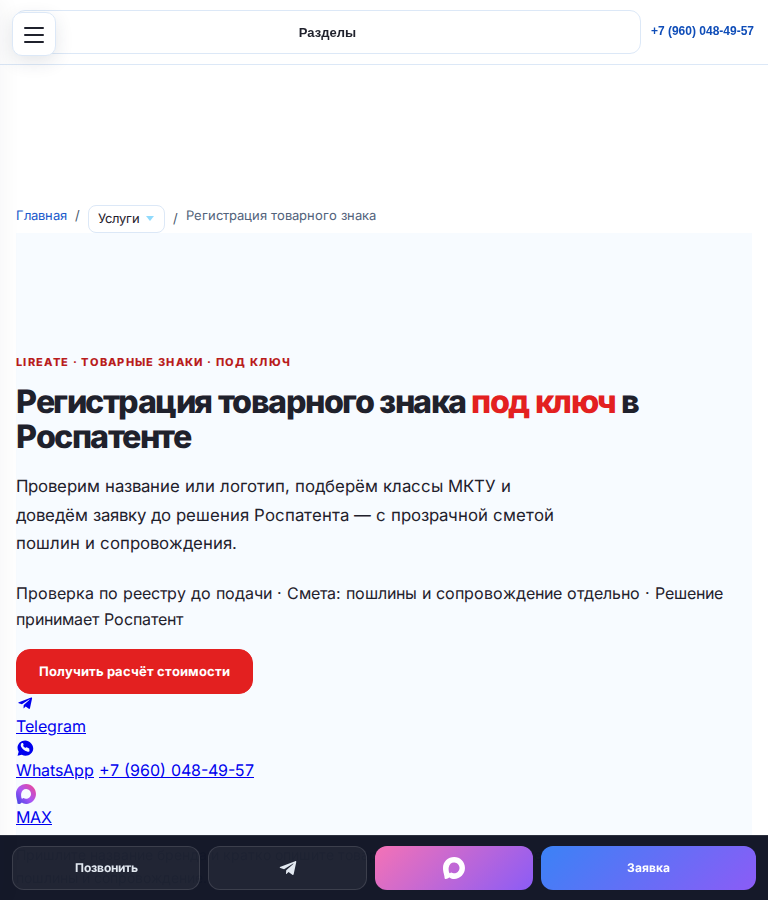 Разделы
+7 (960) 048-49-57
Главная / Услуги / Регистрация товарного знака
LIREATE · ТОВАРНЫЕ ЗНАКИ · ПОД КЛЮЧ
Регистрация товарного знака под ключ в
Роспатенте
Проверим название или логотип, подберём классы МКТУ и
доведём заявку до решения Роспатента — с прозрачной сметой
пошлин и сопровождения.
Проверка по реестру до подачи · Смета: пошлины и сопровождение отдельно · Решение
принимает Роспатент
Получить расчёт стоимости
Telegram
WhatsApp +7 (960) 048-49-57
MAX
Позвонить
Заявка